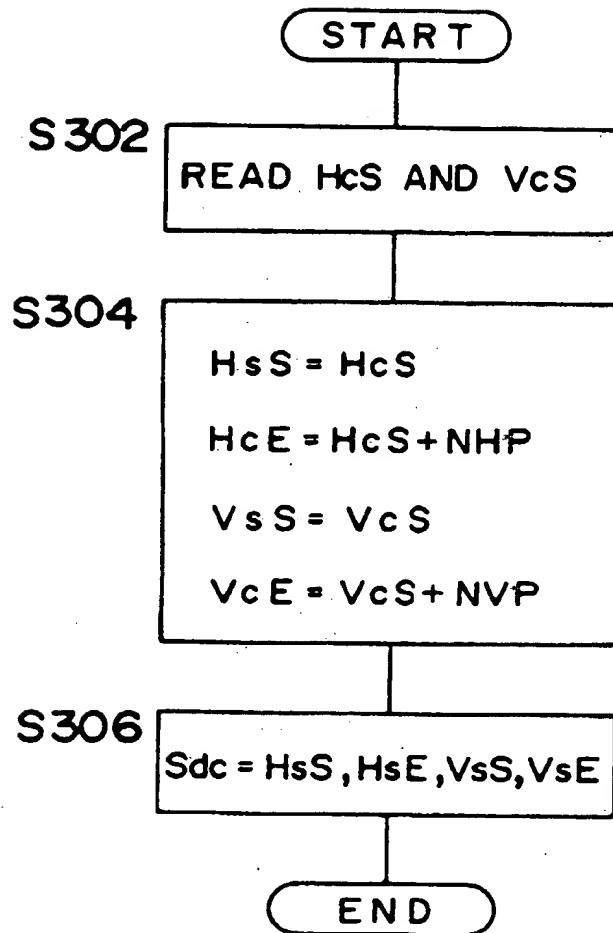 START
S302
READ HcS AND VcS
S304
HsS = HcS
HcE = HcS + NHP
VsS = VcS
VcE = VcS + NVP
S306
Sdc = HsS, HsE, VsS, VsE
END